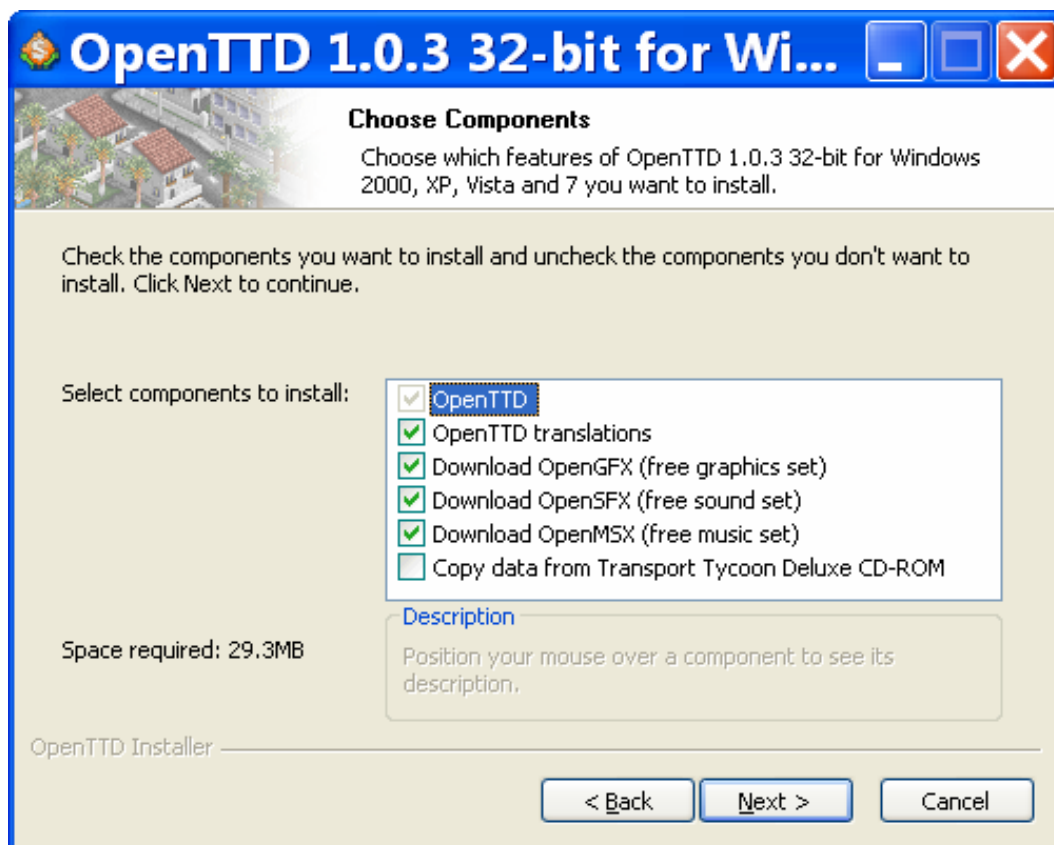 OpenTTD 1.0.3 32-bit for Wi...
Choose Components
Choose which features of OpenTTD 1.0.3 32-bit for Windows
2000, XP, Vista and 7 you want to install.
Check the components you want to install and uncheck the components you don't want to
install. Click Next to continue.
Select components to install:
OpenTTD
OpenTTD translations
Download OpenGFX (free graphics set)
Download OpenSFX (free sound set)
Download OpenMSX (free music set)
Copy data from Transport Tycoon Deluxe CD-ROM
Space required: 29.3MB
Description
Position your mouse over a component to see its
description.
OpenTTD Installer
< Back
Next >
Cancel